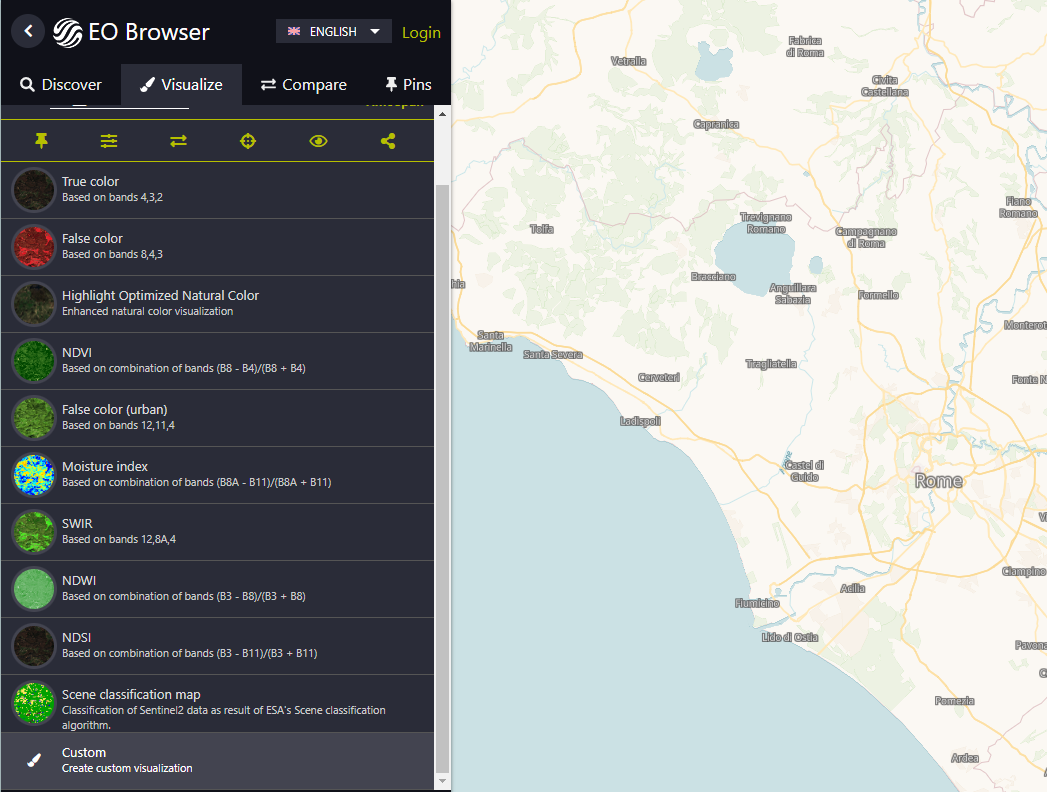 EO Browser
ENGLISH
Login
Discover
Visualize
Compare
Pins
True color
Based on bands 4,3,2
False color
Based on bands 8,4,3
Highlight Optimized Natural Color
Enhanced natural color visualization
NDVI
Based on combination of bands (B8 - B4)/(B8 + B4)
False color (urban)
Based on bands 12,11,4
Moisture index
Based on combination of bands (B8A - B11)/(B8A + B11)
SWIR
Based on bands 12,8A,4
NDWI
Based on combination of bands (B3 - B8)/(B3 + B8)
NDSI
Based on combination of bands (B3 - B11)/(B3 + B11)
Scene classification map
Classification of Sentinel2 data as result of ESA's Scene classification
algorithm.
Custom
Create custom visualization
Fabrica
di Roma
Vetralla
Civita
Castellana
Capranica
Fiano
Romano
Trevignano
Romano
Tolfa
Campagnano
di Roma
Bracciano
Anguillara
Sabazia
Formello
Monterot
Santa
Marinella
Santa Severa
Tragliatella
Cerveteri
Fonte N
Ladispoli
Castel di
Guido
Rome
Ciampino
Acilia
Fiumicino
Lido di Ostia
Pavona
Pomezia
Ardea